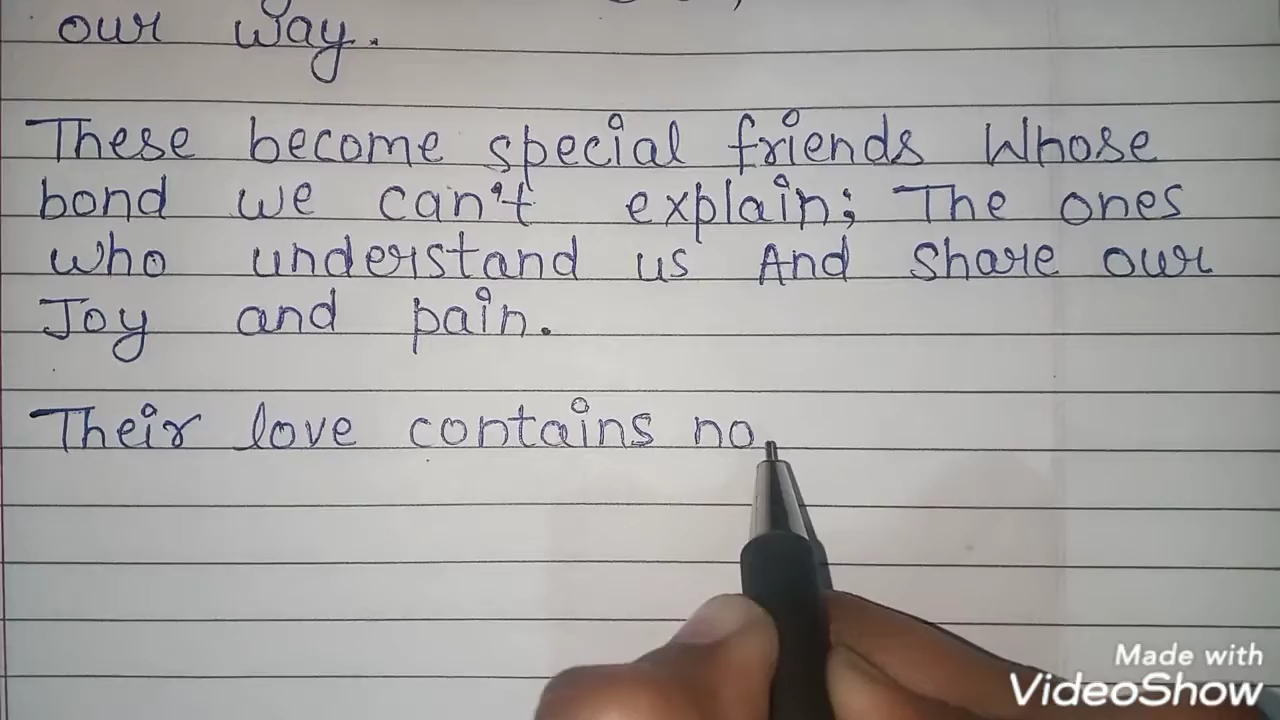 our way.
These become special friends Whose
bond we can't explain; The ones
who understand us And share our
Joy and pain.
Their love contains no
Made with
VideoShow